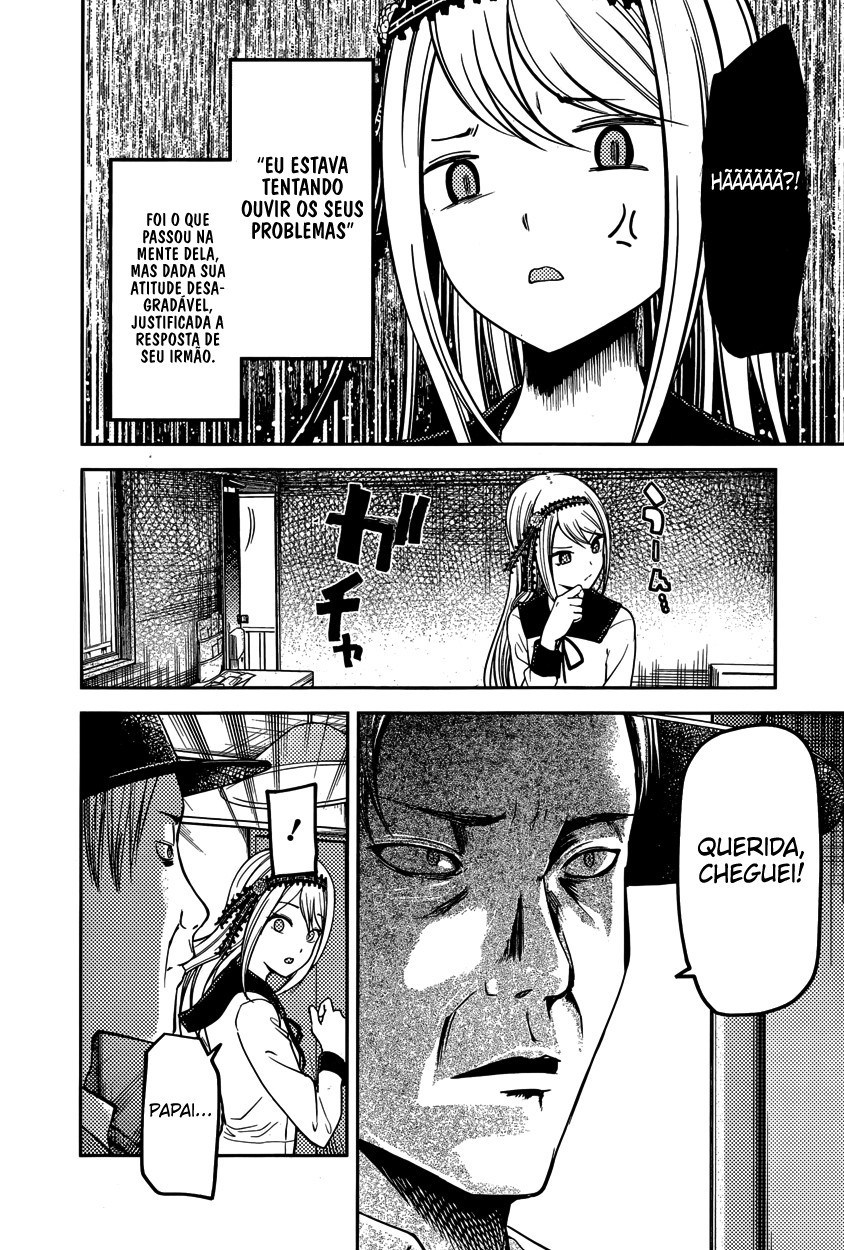 HÃÃÃÃÃÃ?!
"EU ESTAVA
TENTANDO
OUVIR OS SEUS
PROBLEMAS"
FOI O QUE
PASSOU NA
MENTE DELA,
MAS DADA SUA
ATITUDE DESA-
GRADÁVEL,
JUSTIFICADA A
RESPOSTA DE
SEU IRMÃO.
うーん…
ガチャ
QUERIDA,
CHEGUEI!
!
PAPAI...